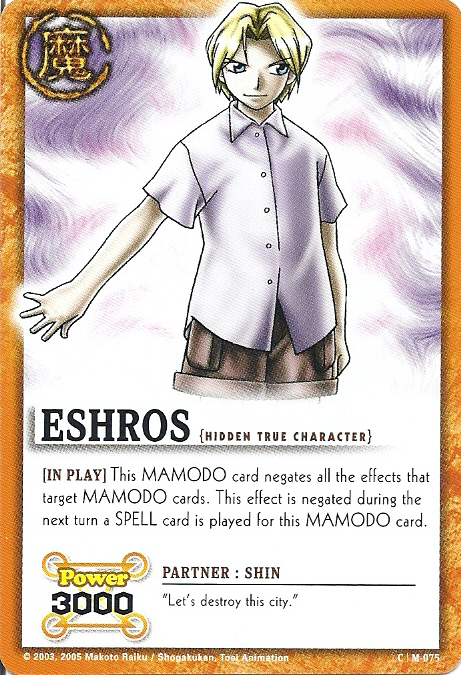 魔
ESHROS {HIDDEN TRUE CHARACTER}
[IN PLAY] This MAMODO card negates all the effects that
target MAMODO cards. This effect is negated during the
next turn a SPELL card is played for this MAMODO card.
Power
3000
PARTNER : SHIN
"Let's destroy this city."
© 2003, 2005 Makoto Raiku / Shogakukan, Toei Animation
C | M-075